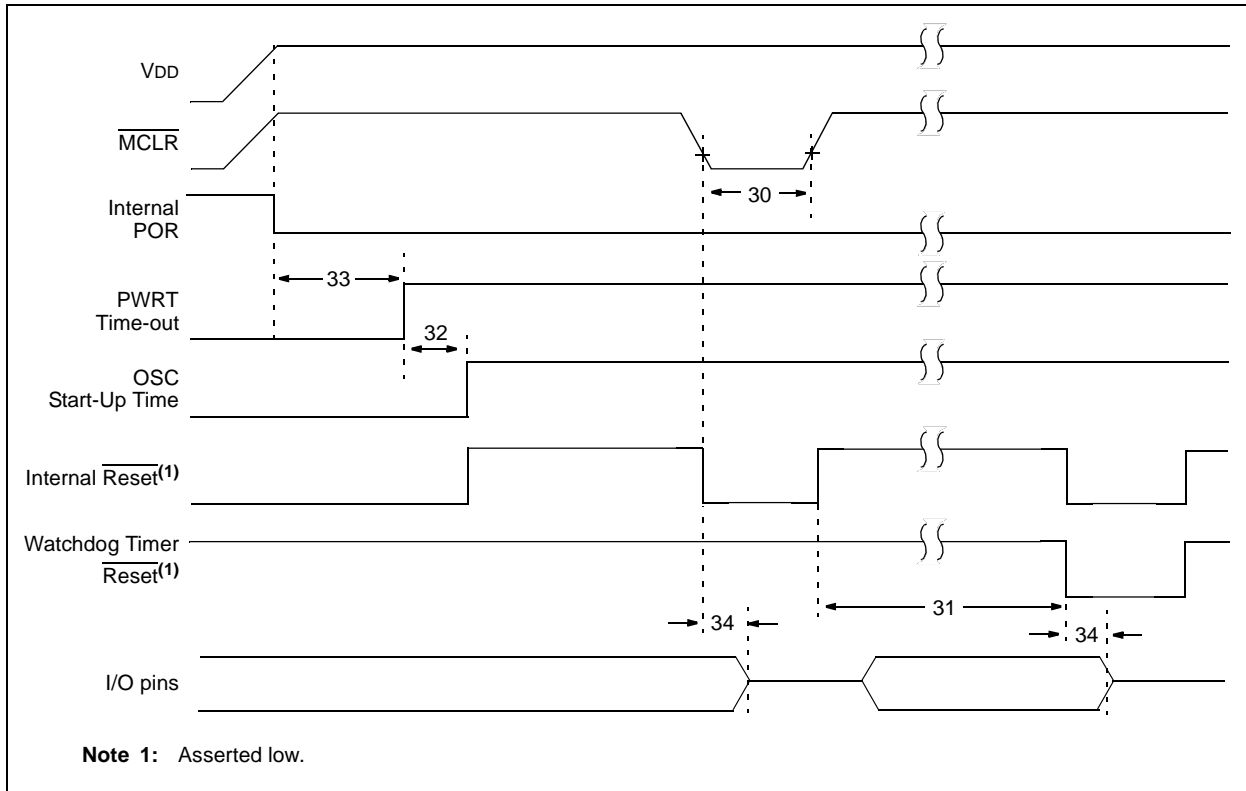 VDD
MCLR
30
Internal
POR
33
PWRT
Time-out
32
OSC
Start-Up Time
Internal Reset(1)
Watchdog Timer
Reset(1)
31
34
34
I/O pins
Note 1: Asserted low.